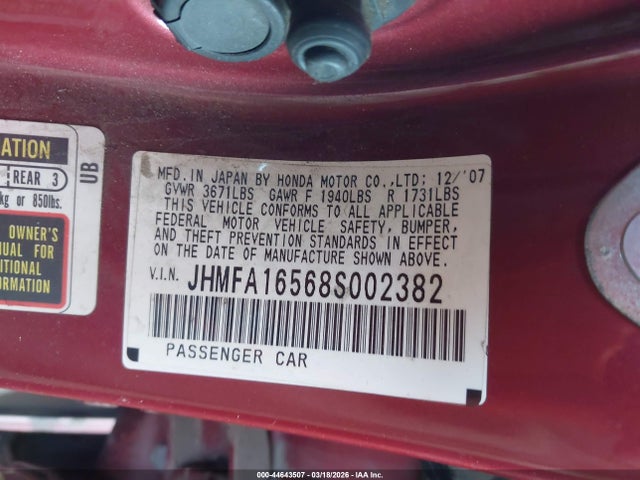 ATION
REAR 3
kg or 850lbs.
OWNER'S
NUAL FOR
DITIONAL
ORMATION
UB
MFD. IN JAPAN BY HONDA MOTOR CO.,LTD: 12/'07
GVWR 3671LBS GAWR F 1940LBS R 1731LBS
THIS VEHICLE CONFORMS TO ALL APPLICABLE
FEDERAL MOTOR VEHICLE SAFETY, BUMPER,
AND THEFT PREVENTION STANDARDS IN EFFECT
ON THE DATE OF MANUFACTURE SHOWN ABOVE.
V.I.N. JHMFA16568S002382
PASSENGER CAR
000-44643507 - 03/18/2026 - IAA Inc.